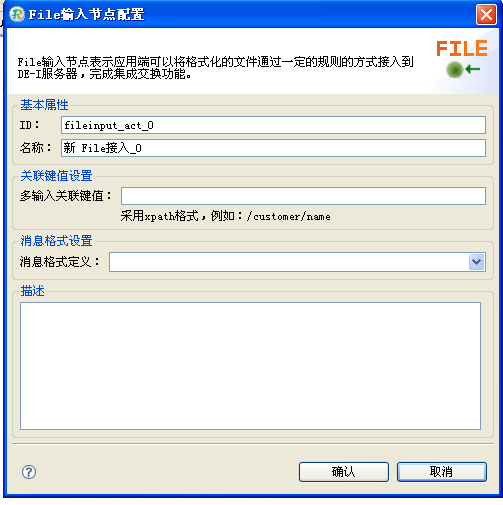 File输入节点配置
File输入节点表示应用端可以将格式化的文件通过一定的规则的方式接入到
DE-I服务器，完成集成交换功能。
FILE
基本属性
ID： fileinput_act_0
名称： 新 File接入_0
关联键值设置
多输入关联键值：
采用xpath格式，例如：/customer/name
消息格式设置
消息格式定义：
描述
确认 取消